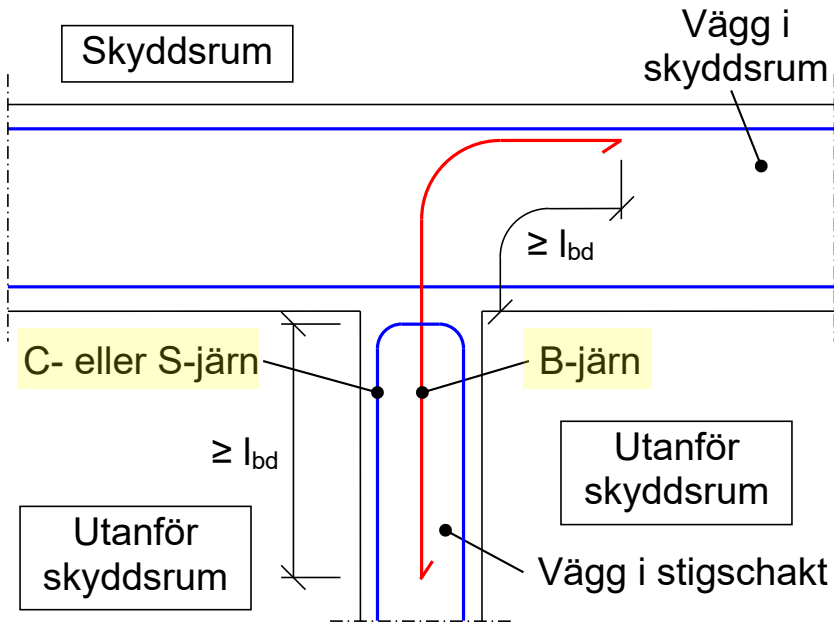 Skyddsrum
Vägg i
skyddsrum
≥ lbd
C- eller S-järn
B-järn
≥ lbd
Utanför
skyddsrum
Utanför
skyddsrum
Vägg i stigschakt